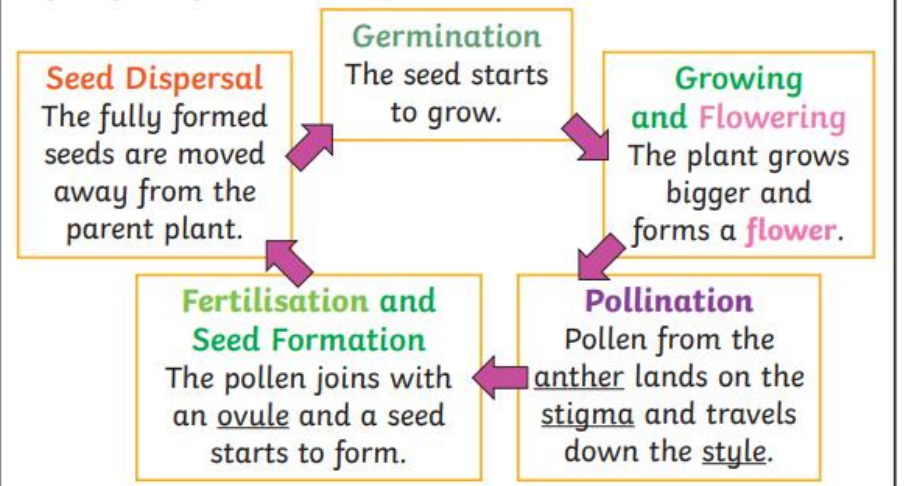 Germination
The seed starts
to grow.
Growing
and Flowering
The plant grows
bigger and
forms a flower.
Pollination
Pollen from the
anther lands on the
stigma and travels
down the style.
Fertilisation and
Seed Formation
The pollen joins with
an ovule and a seed
starts to form.
Seed Dispersal
The fully formed
seeds are moved
away from the
parent plant.